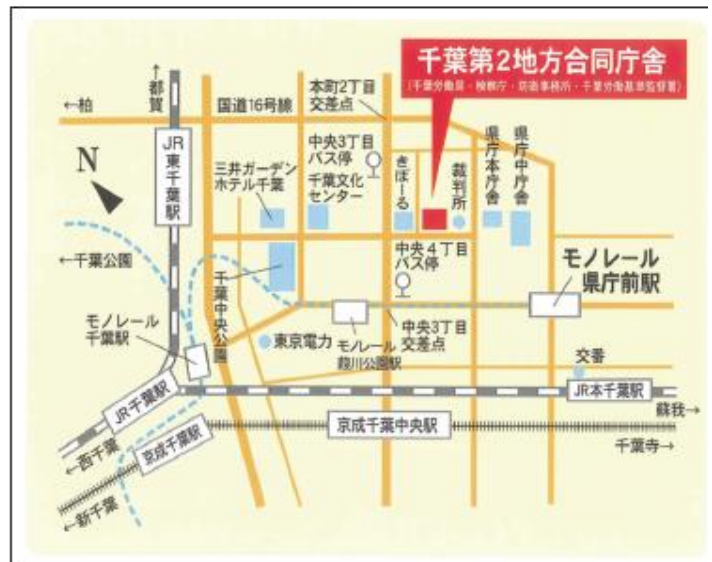 千葉第2地方合同庁舎
(千葉労働局・検察庁・防衛事務所・千葉労働基準監督署)
↑都賀
←柏
国道16号線
本町2丁目
交差点
JR東千葉駅
N
三井ガーデン
ホテル千葉
中央3丁目
バス停
千葉文化
センター
きぼーる
裁判所
県庁本庁舎
県庁中庁舎
←千葉公園
千葉中央公園
中央4丁目
バス停
モノレール
県庁前駅
モノレール
千葉駅
東京電力
モノレール
葭川公園駅
中央3丁目
交差点
交番
JR千葉駅
JR本千葉駅
蘇我→
←西千葉
京成千葉駅
京成千葉中央駅
千葉寺→
←新千葉